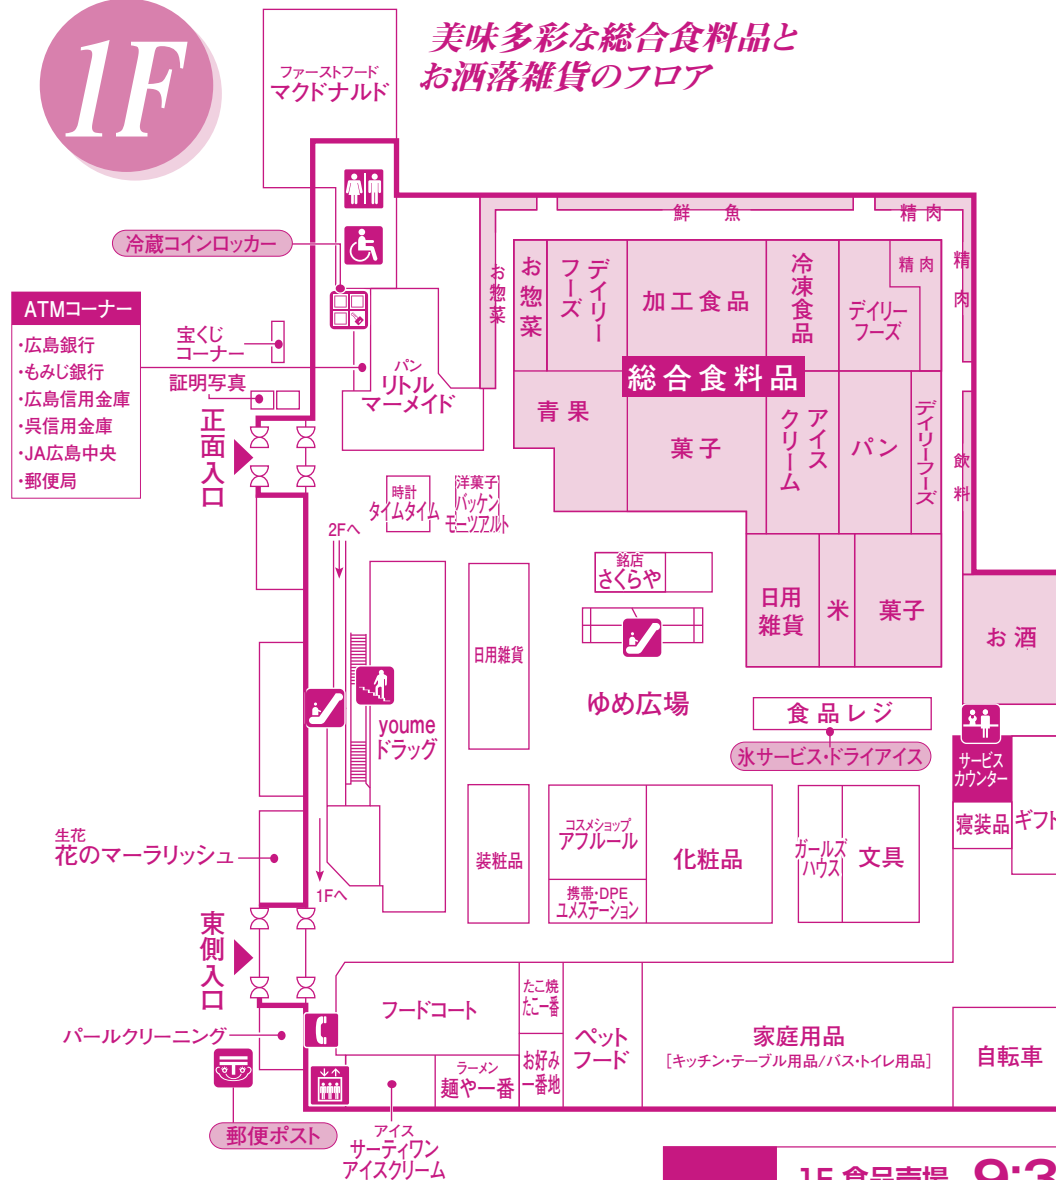 1F
美味多彩な総合食料品と
お洒落雑貨のフロア
ファーストフード
マクドナルド
冷蔵コインロッカー
ATMコーナー
・広島銀行
・もみじ銀行
・広島信用金庫
・呉信用金庫
・JA広島中央
・郵便局
宝くじ
コーナー
証明写真
正面入口
パン
リトル
マーメイド
鮮魚
精肉
精肉
精肉
お惣菜
お惣菜
デイリー
フーズ
加工食品
冷凍食品
デイリー
フーズ
総合食料品
青果
菓子
アイス
クリーム
パン
デイリーフーズ
飲料
時計
タイムタイム
洋菓子
バッケン
モーツアルト
2Fへ
銘店
さくらや
日用
雑貨
米
菓子
お酒
日用雑貨
ゆめ広場
食品レジ
氷サービス・ドライアイス
youme
ドラッグ
サービス
カウンター
寝装品
ギフト
生花
花のマーラリッシュ
1Fへ
装粧品
コスメショップ
アフルール
携帯・DPE
ユメステーション
化粧品
ガールズ
ハウス
文具
東側入口
フードコート
たこ焼
たこ一番
お好み
一番地
ペット
フード
家庭用品
[キッチン・テーブル用品/バス・トイレ用品]
自転車
パールクリーニング
ラーメン
麺や一番
郵便ポスト
アイス
サーティワン
アイスクリーム
1F 食品売場 9:3